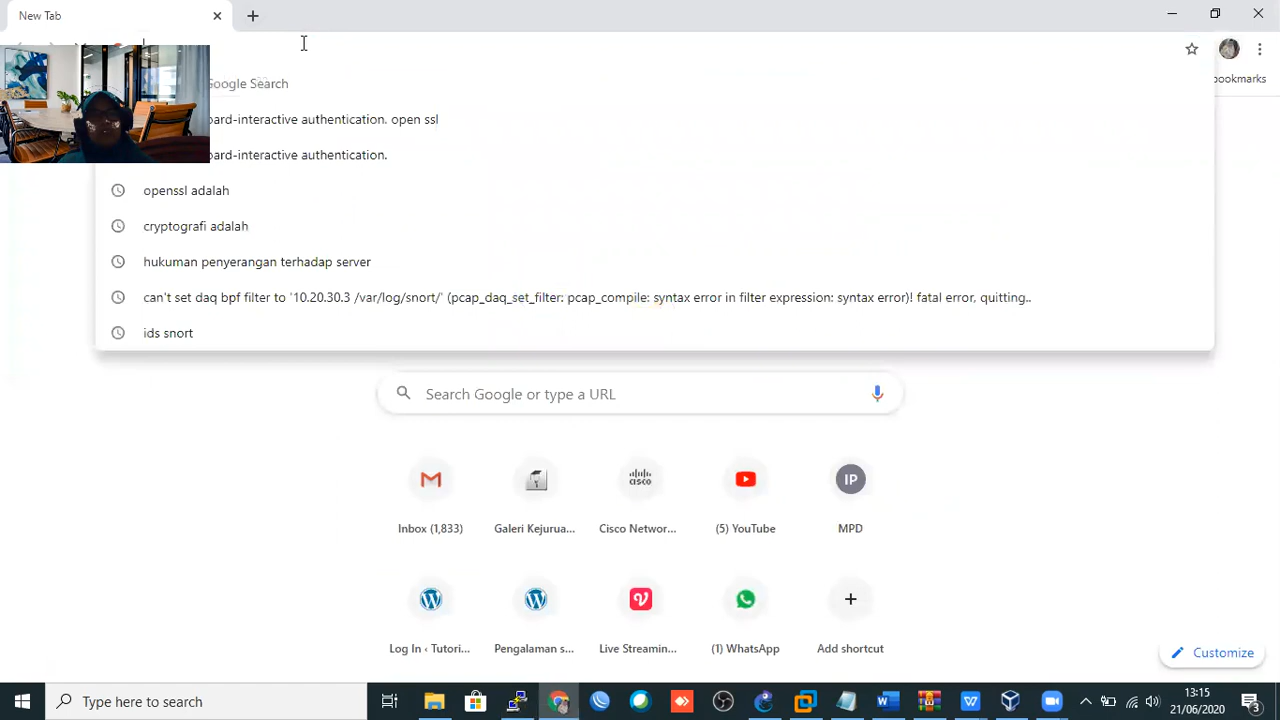 New Tab
Google Search
bookmarks
oard-interactive authentication. open ssl
oard-interactive authentication.
openssl adalah
cryptografi adalah
hukuman penyerangan terhadap server
can't set daq bpf filter to '10.20.30.3 /var/log/snort/' (pcap_daq_set_filter: pcap_compile: syntax error in filter expression: syntax error)! fatal error, quitting..
ids snort
Search Google or type a URL
IP
cisco
Inbox (1,833) Galeri Kejurua... Cisco Networ... (5) YouTube MPD
Log In ‹ Tutori... Pengalaman s... Live Streamin... (1) WhatsApp Add shortcut
Customize
Type here to search
13:15
21/06/2020
3